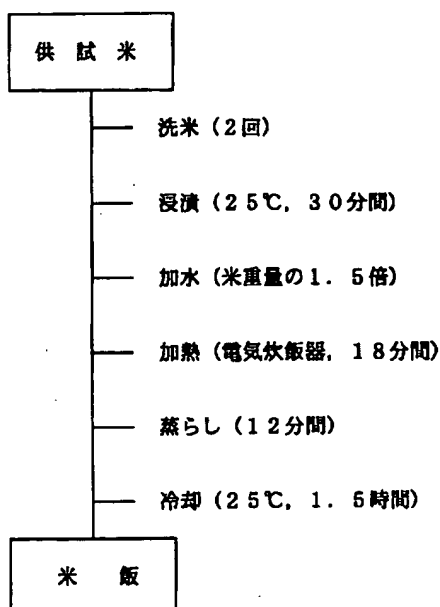 供試米
洗米（2回）
浸漬（25℃，30分間）
加水（米重量の1．5倍）
加熱（電気炊飯器，18分間）
蒸らし（12分間）
冷却（25℃，1．5時間）
米飯